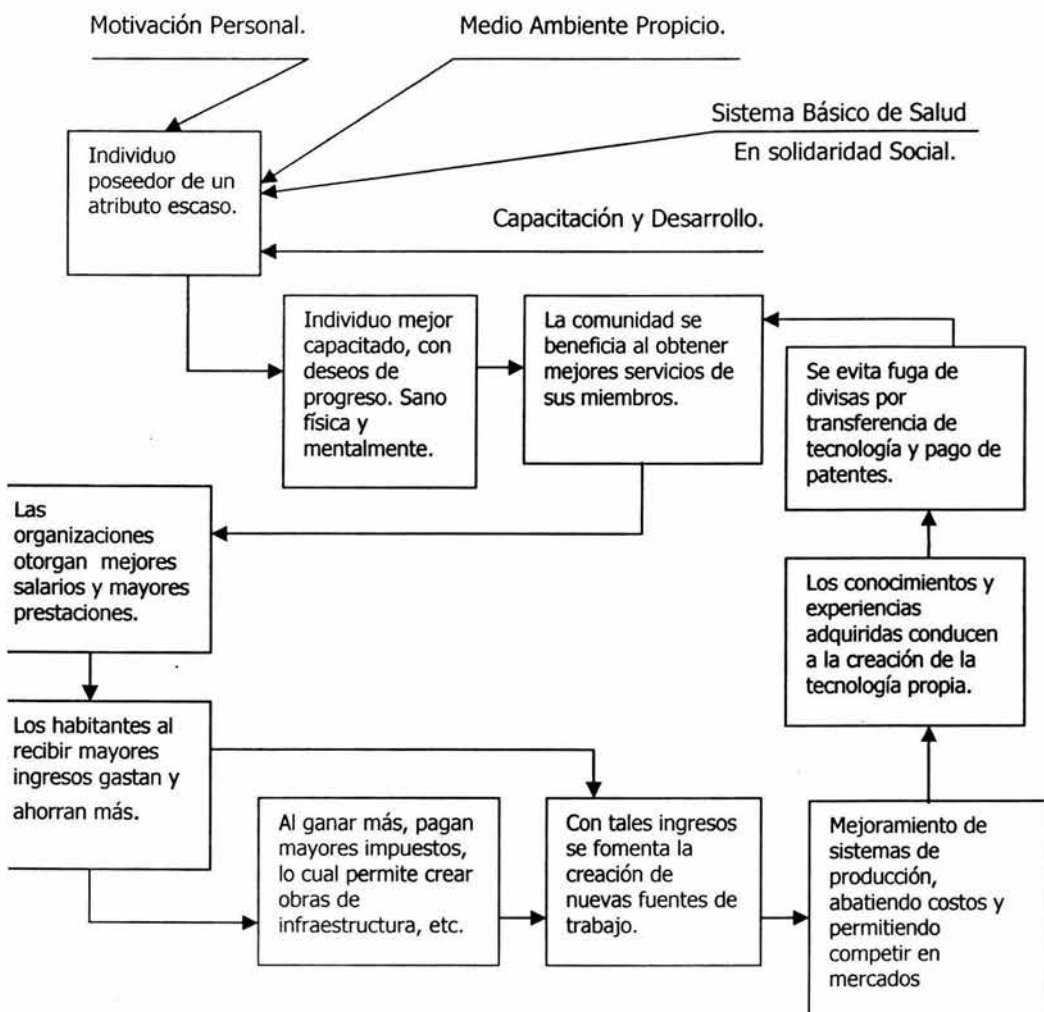 Motivación Personal.
Medio Ambiente Propicio.
Sistema Básico de Salud
En solidaridad Social.
Individuo
poseedor de un
atributo escaso.
Capacitación y Desarrollo.
Individuo mejor
capacitado, con
deseos de
progreso. Sano
física y
mentalmente.
La comunidad se
beneficia al obtener
mejores servicios de
sus miembros.
Se evita fuga de
divisas por
transferencia de
tecnología y pago de
patentes.
Las
organizaciones
otorgan mejores
salarios y mayores
prestaciones.
Los conocimientos y
experiencias
adquiridas conducen
a la creación de la
tecnología propia.
Los habitantes al
recibir mayores
ingresos gastan y
ahorran más.
Al ganar más, pagan
mayores impuestos,
lo cual permite crear
obras de
infraestructura, etc.
Con tales ingresos
se fomenta la
creación de
nuevas fuentes de
trabajo.
Mejoramiento de
sistemas de
producción,
abatiendo costos y
permitiendo
competir en
mercados